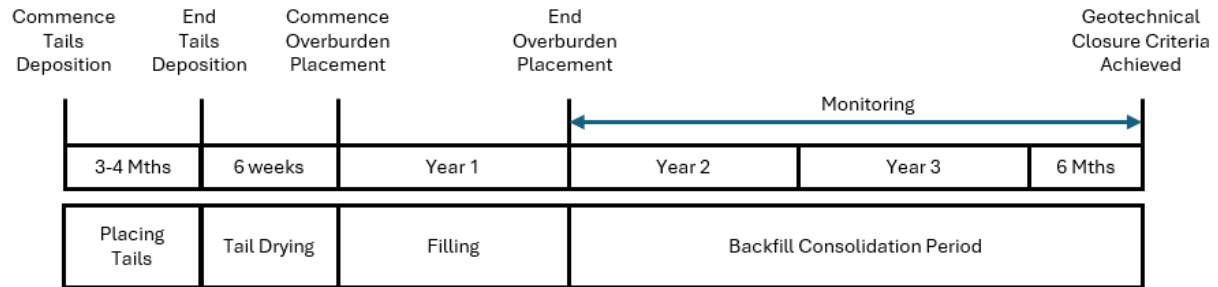 Commence
Tails
Deposition
End
Tails
Deposition
Commence
Overburden
Placement
End
Overburden
Placement
Geotechnical
Closure Criteria
Achieved
Monitoring
3-4 Mths
6 weeks
Year 1
Year 2
Year 3
6 Mths
Placing
Tails
Tail Drying
Filling
Backfill Consolidation Period